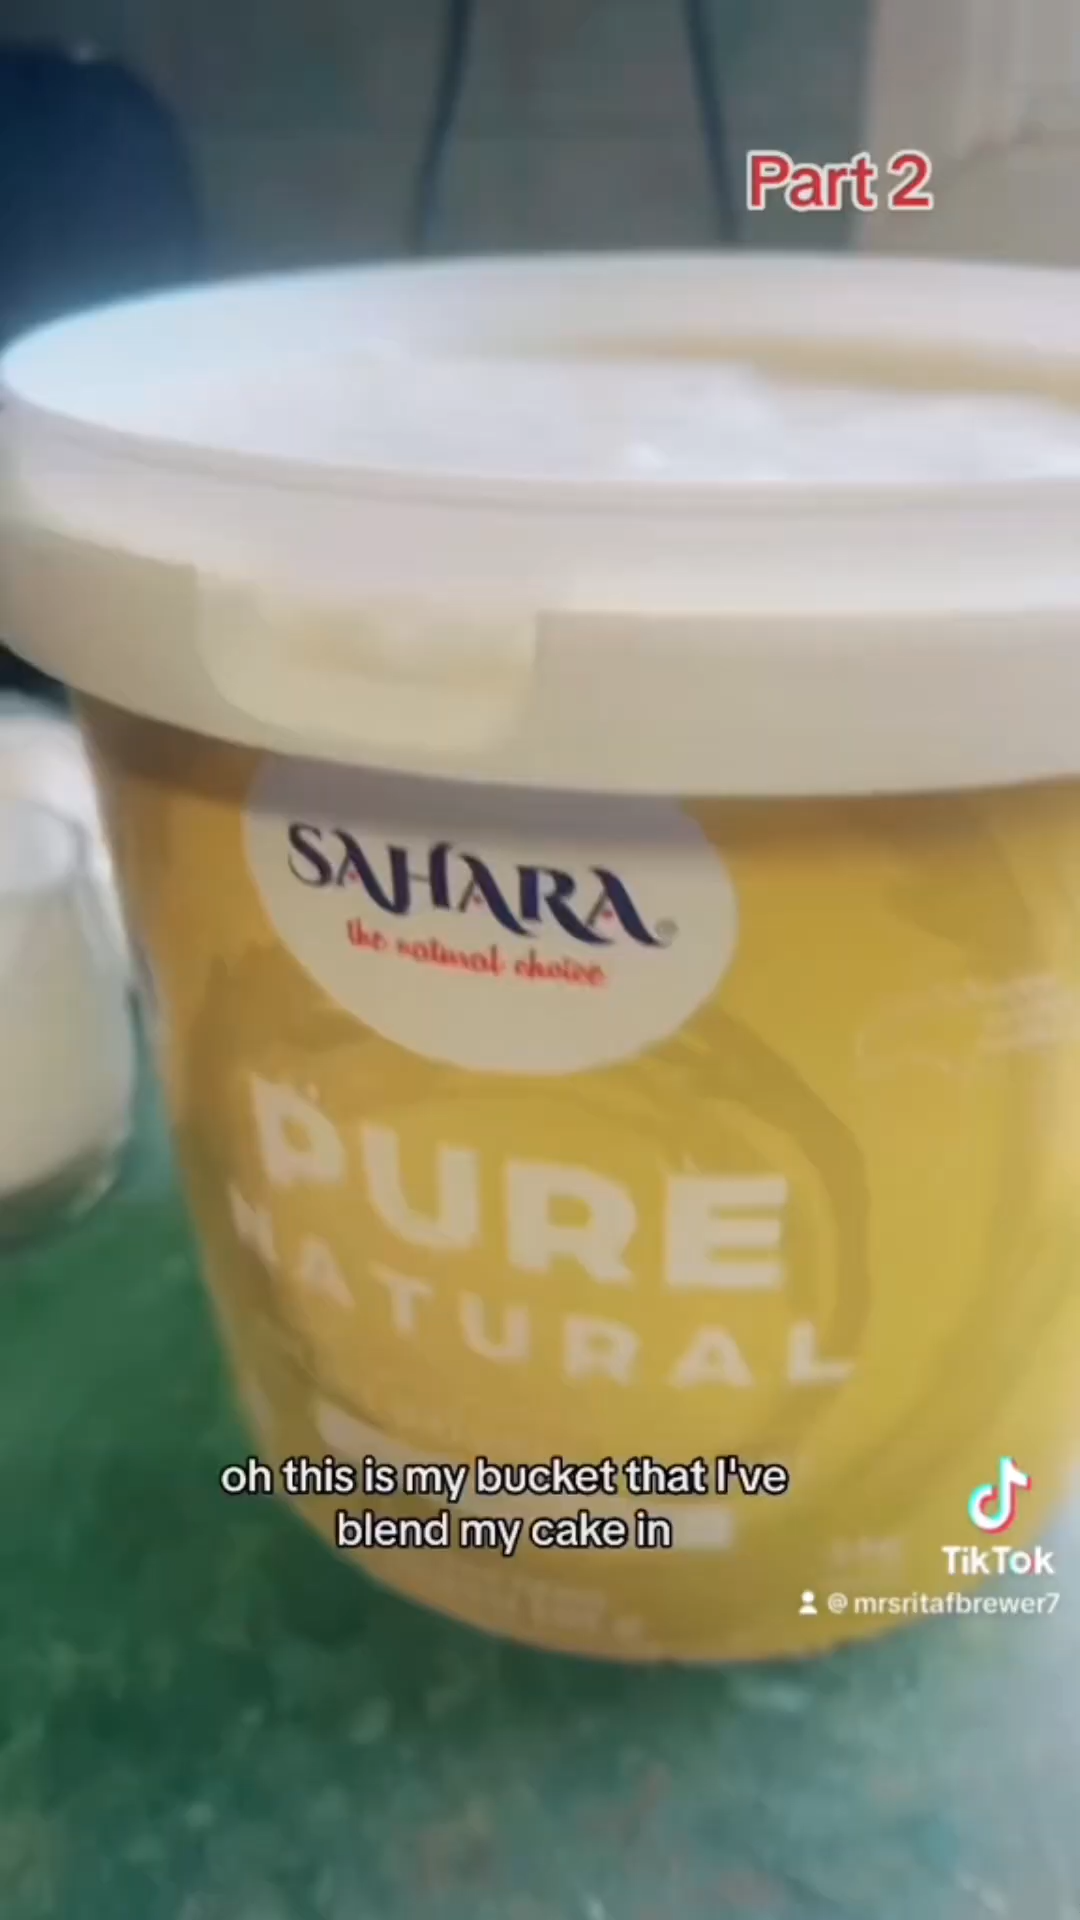 Part 2
SAHARA
the natural choice
PURE
NATURAL
oh this is my bucket that I've
blend my cake in
TikTok
@mrsritafbrewer7